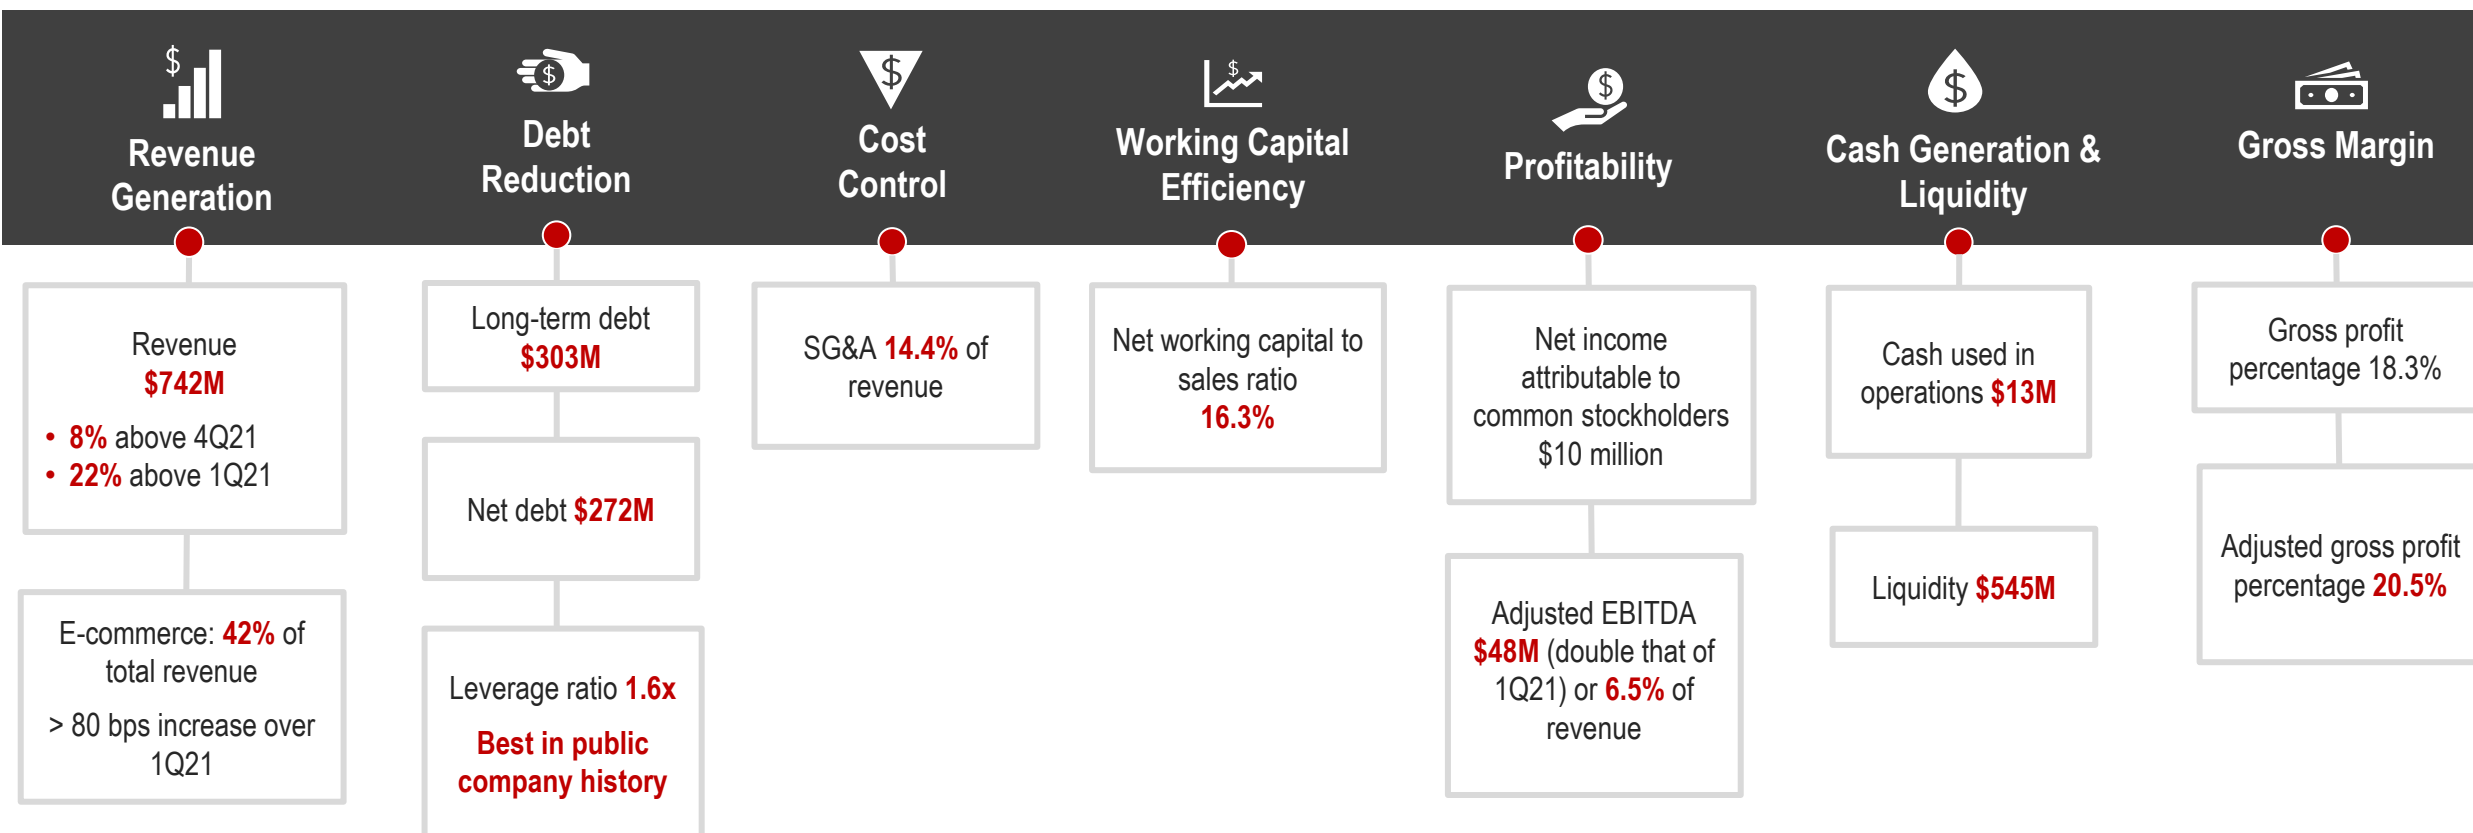 Revenue
Generation
Debt
Reduction
Cost
Control
Working Capital
Efficiency
Profitability
Cash Generation &
Liquidity
Gross Margin
Revenue
$742M
• 8% above 4Q21
• 22% above 1Q21
E-commerce: 42% of
total revenue
> 80 bps increase over
1Q21
Long-term debt
$303M
Net debt $272M
Leverage ratio 1.6x
Best in public
company history
SG&A 14.4% of
revenue
Net working capital to
sales ratio
16.3%
Net income
attributable to
common stockholders
$10 million
Adjusted EBITDA
$48M (double that of
1Q21) or 6.5% of
revenue
Cash used in
operations $13M
Liquidity $545M
Gross profit
percentage 18.3%
Adjusted gross profit
percentage 20.5%